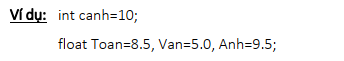 Ví dụ: int canh=10;
float Toan=8.5, Van=5.0, Anh=9.5;